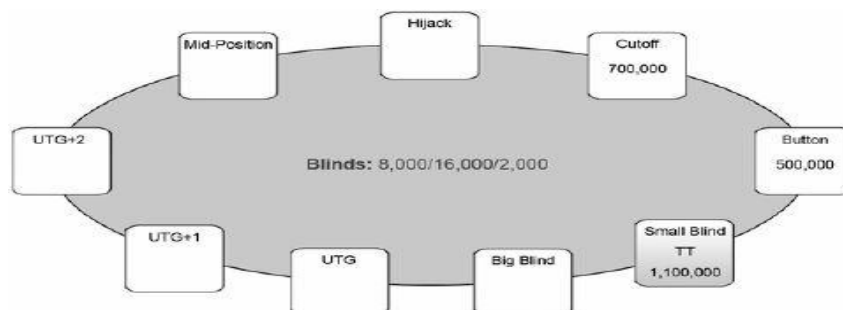 Hijack
Mid-Position
Cutoff
700,000
UTG+2
Blinds: 8,000/16,000/2,000
Button
500,000
UTG+1
UTG
Big Blind
Small Blind
TT
1,100,000